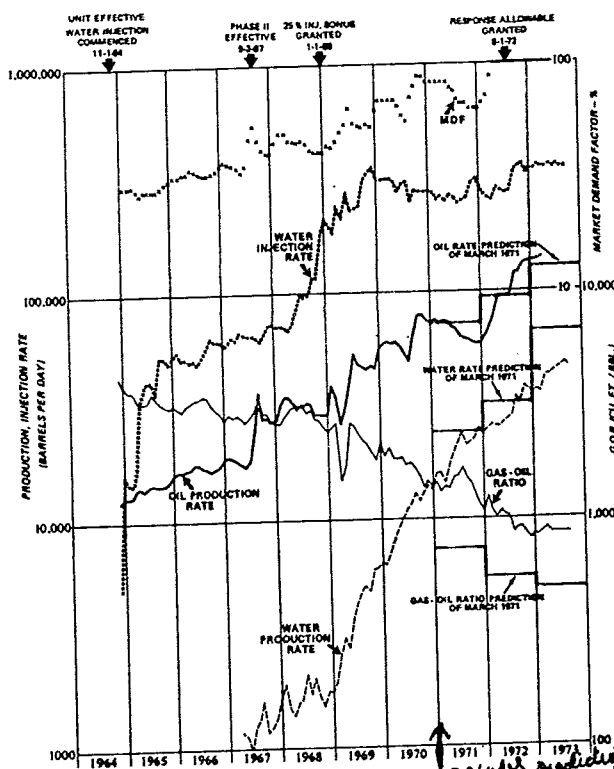 UNIT EFFECTIVE
WATER INJECTION
COMMENCED
11-1-64
PHASE II
EFFECTIVE
9-3-67
25% INJ. BONUS
GRANTED
1-1-69
RESPONSE ALLOWABLE
GRANTED
8-1-72
1,000,000
100
MDF
MARKET DEMAND FACTOR - %
WATER
INJECTION
RATE
OIL RATE PREDICTION
OF MARCH 1971
100,000
10
10,000
PRODUCTION, INJECTION RATE
(BARRELS PER DAY)
WATER RATE PREDICTION
OF MARCH 1971
OIL PRODUCTION
RATE
GAS-OIL
RATIO
10,000
1,000
GAS-OIL RATIO PREDICTION
OF MARCH 1971
WATER
PRODUCTION
RATE
1000
100
1964 1965 1966 1967 1968 1969 1970 1971 1972 1973